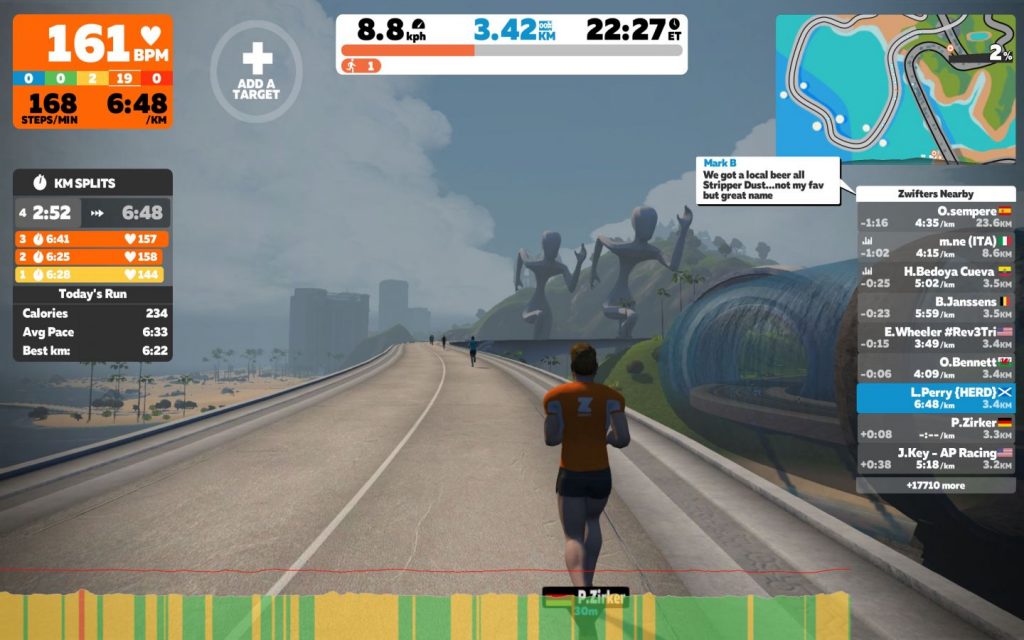 161 BPM
0 0 2 19 0
168 6:48
STEPS/MIN /KM
ADD A
TARGET
8.8 kph 3.42 KM 22:27 ET
1
2%
KM SPLITS
4 2:52 6:48
3 6:41 157
2 6:25 158
1 6:28 144
Today's Run
Calories 234
Avg Pace 6:33
Best km: 6:22
Mark B
We got a local beer all
Stripper Dust...not my fav
but great name
Zwifters Nearby
O.sempere
-1:16 4:35/km 23.6KM
m.ne (ITA)
-1:02 4:15/km 8.6KM
H.Bedoya Cueva
-0:25 5:02/km 3.5KM
B.Janssens
-0:23 5:59/km 3.5KM
E.Wheeler #Rev3Tri
-0:15 3:49/km 3.4KM
O.Bennett
-0:06 4:09/km 3.4KM
L.Perry {HERD}
6:48/km 3.4KM
P.Zirker
+0:08 -:--/km 3.3KM
J.Key - AP Racing
+0:38 5:18/km 3.2KM
+17710 more
Z
P.Zirker
30m